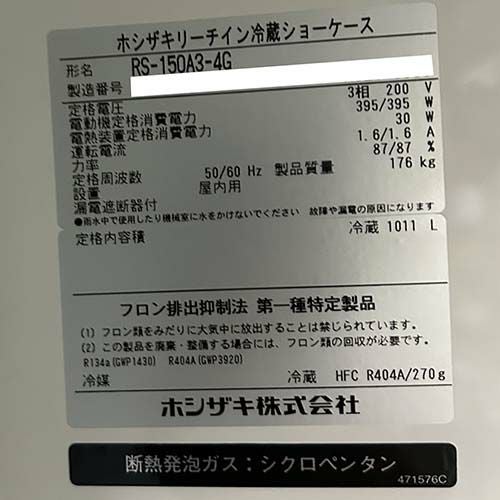 ホシザキリーチイン冷蔵ショーケース
形名 RS-150A3-4G
製造番号
定格電圧 3相 200 V
電動機定格消費電力 395/395 W
電熱装置定格消費電力 30 W
運転電流 1.6/1.6 A
力率 87/87 %
定格周波数 50/60 Hz 製品質量 176 kg
設置 屋内用
漏電遮断器付
●雨水中で使用したり機械室に水をかけないでください 故障や漏電の原因になります
定格内容積 冷蔵 1011 L
フロン排出抑制法 第一種特定製品
(1) フロン類をみだりに大気中に放出することは禁じられています。
(2) この製品を廃棄・整備する場合には、フロン類の回収が必要です。
R134a(GWP1430) R404A(GWP3920)
冷媒 冷蔵 HFC R404A/270g
ホシザキ株式会社
断熱発泡ガス：シクロペンタン
471576C